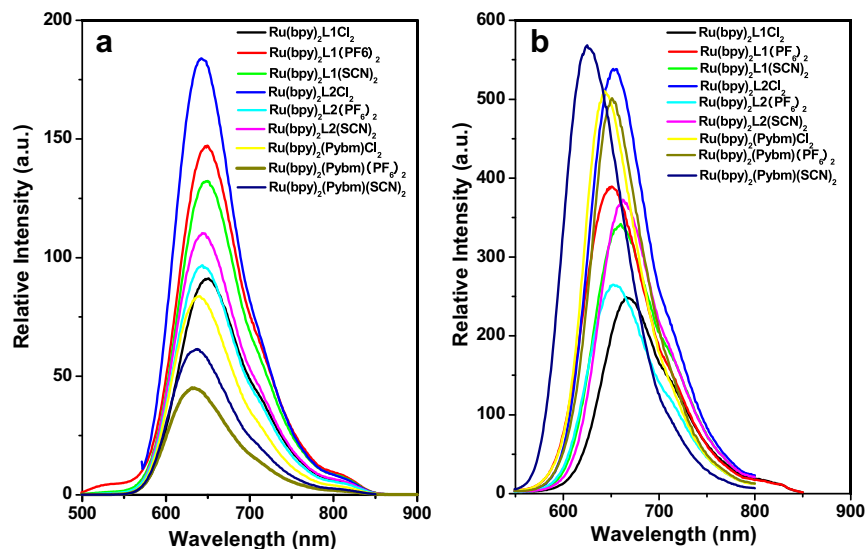 a
Ru(bpy)₂L1Cl₂
Ru(bpy)₂L1(PF6)₂
Ru(bpy)₂L1(SCN)₂
Ru(bpy)₂L2Cl₂
Ru(bpy)₂L2(PF₆)₂
Ru(bpy)₂L2(SCN)₂
Ru(bpy)₂(Pybm)Cl₂
Ru(bpy)₂(Pybm)(PF₆)₂
Ru(bpy)₂(Pybm)(SCN)₂
Relative Intensity (a.u.)
200
150
100
50
0
500 600 700 800 900
Wavelength (nm)
b
Ru(bpy)₂L1Cl₂
Ru(bpy)₂L1(PF₆)₂
Ru(bpy)₂L1(SCN)₂
Ru(bpy)₂L2Cl₂
Ru(bpy)₂L2(PF₆)₂
Ru(bpy)₂L2(SCN)₂
Ru(bpy)₂(Pybm)Cl₂
Ru(bpy)₂(Pybm)(PF₆)₂
Ru(bpy)₂(Pybm)(SCN)₂
Relative Intensity (a.u.)
600
500
400
300
200
100
0
600 700 800 900
Wavelength (nm)